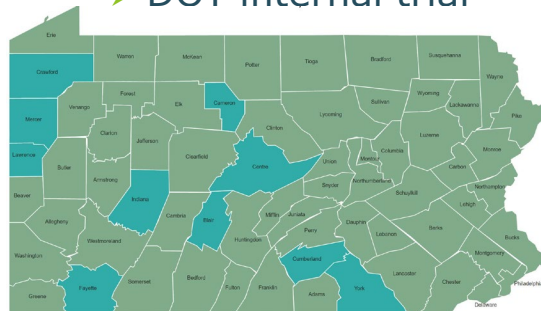 DOT internal trial
Erie
Warren
McKean
Potter
Tioga
Bradford
Susquehanna
Wayne
Crawford
Forest
Cameron
Sullivan
Wyoming
Lackawanna
Pike
Mercer
Venango
Elk
Lycoming
Clinton
Luzerne
Clarion
Jefferson
Clearfield
Centre
Union
Montour
Columbia
Monroe
Lawrence
Butler
Armstrong
Indiana
Snyder
Northumberland
Schuylkill
Carbon
Northampton
Beaver
Allegheny
Cambria
Blair
Mifflin
Juniata
Perry
Dauphin
Lebanon
Berks
Lehigh
Bucks
Westmoreland
Huntingdon
Cumberland
Montgomery
Washington
Philadelphia
Greene
Fayette
Somerset
Bedford
Fulton
Franklin
Adams
York
Lancaster
Chester
Delaware